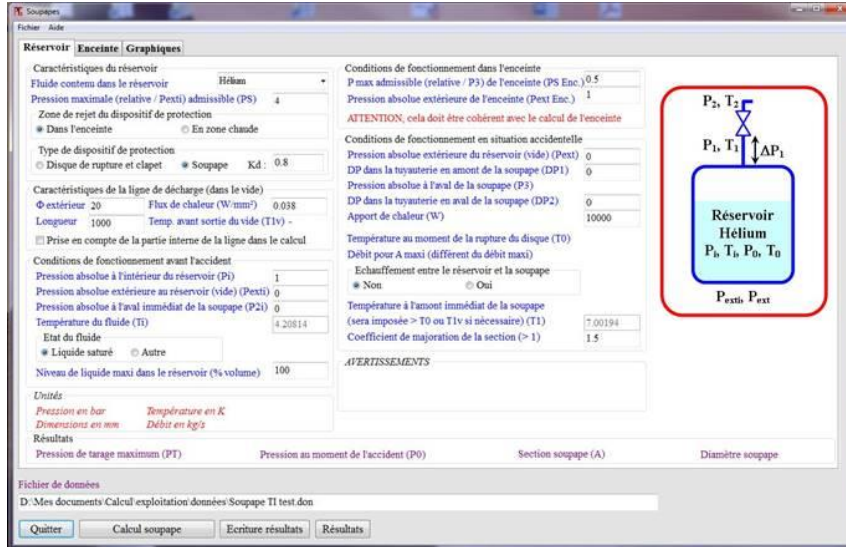 Soupapes
Fichier Aide
Réservoir Enceinte Graphiques
Caractéristiques du réservoir
Fluide contenu dans le réservoir Hélium
Pression maximale (relative / Pexti) admissible (PS) 4
Zone de rejet du dispositif de protection
Dans l'enceinte En zone chaude
Type de dispositif de protection
Disque de rupture et clapet Soupape Kd : 0.8
Caractéristiques de la ligne de décharge (dans le vide)
Φ extérieur 20 Flux de chaleur (W/mm²) 0.038
Longueur 1000 Temp. avant sortie du vide (T1v) -
Prise en compte de la partie interne de la ligne dans le calcul
Conditions de fonctionnement avant l'accident
Pression absolue à l'intérieur du réservoir (Pi) 1
Pression absolue extérieure au réservoir (vide) (Pexti) 0
Pression absolue à l'aval immédiat de la soupape (P2i) 0
Température du fluide (Ti) 4.20814
Etat du fluide
Liquide saturé Autre
Niveau de liquide maxi dans le réservoir (% volume) 100
Unités
Pression en bar Température en K
Dimensions en mm Débit en kg/s
Conditions de fonctionnement dans l'enceinte
P max admissible (relative / P3) de l'enceinte (PS Enc.) 0.5
Pression absolue extérieure de l'enceinte (Pext Enc.) 1
ATTENTION, cela doit être cohérent avec le calcul de l'enceinte
Conditions de fonctionnement en situation accidentelle
Pression absolue extérieure du réservoir (vide) (Pext) 0
DP dans la tuyauterie en amont de la soupape (DP1) 0
Pression absolue à l'aval de la soupape (P3)
DP dans la tuyauterie en aval de la soupape (DP2) 0
Apport de chaleur (W) 10000
Température au moment de la rupture du disque (T0)
Débit pour A maxi (différent du débit maxi)
Echauffement entre le réservoir et la soupape
Non Oui
Température à l'amont immédiat de la soupape
(sera imposée > T0 ou T1v si nécessaire) (T1) 7.00194
Coefficient de majoration de la section (> 1) 1.5
AVERTISSEMENTS
P2, T2
P1, T1 ΔP1
Réservoir
Hélium
Pi, Ti, P0, T0
Pexti, Pext
Résultats
Pression de tarage maximum (PT) Pression au moment de l'accident (P0) Section soupape (A) Diamètre soupape
Fichier de données
D:\Mes documents\Calcul\exploitation\données\Soupape TI test.don
Quitter Calcul soupape Ecriture résultats Résultats